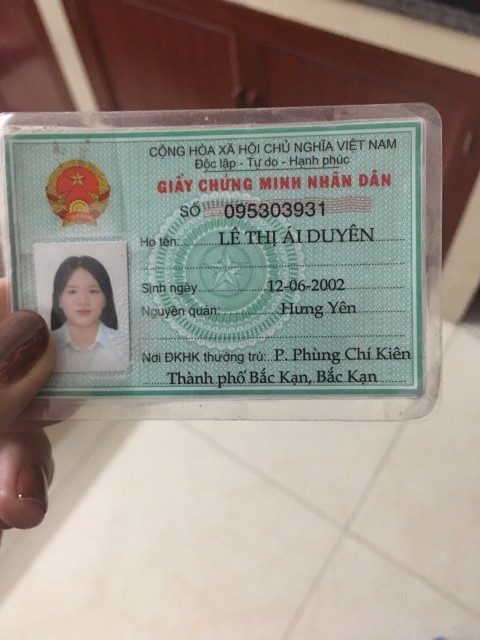 CỘNG HÒA XÃ HỘI CHỦ NGHĨA VIỆT NAM
Độc lập - Tự do - Hạnh phúc
GIẤY CHỨNG MINH NHÂN DÂN
SỐ 095303931
Họ tên: LÊ THỊ ÁI DUYÊN
Sinh ngày 12-06-2002
Nguyên quán: Hưng Yên
Nơi ĐKHK thường trú: P. Phùng Chí Kiên
Thành phố Bắc Kạn, Bắc Kạn